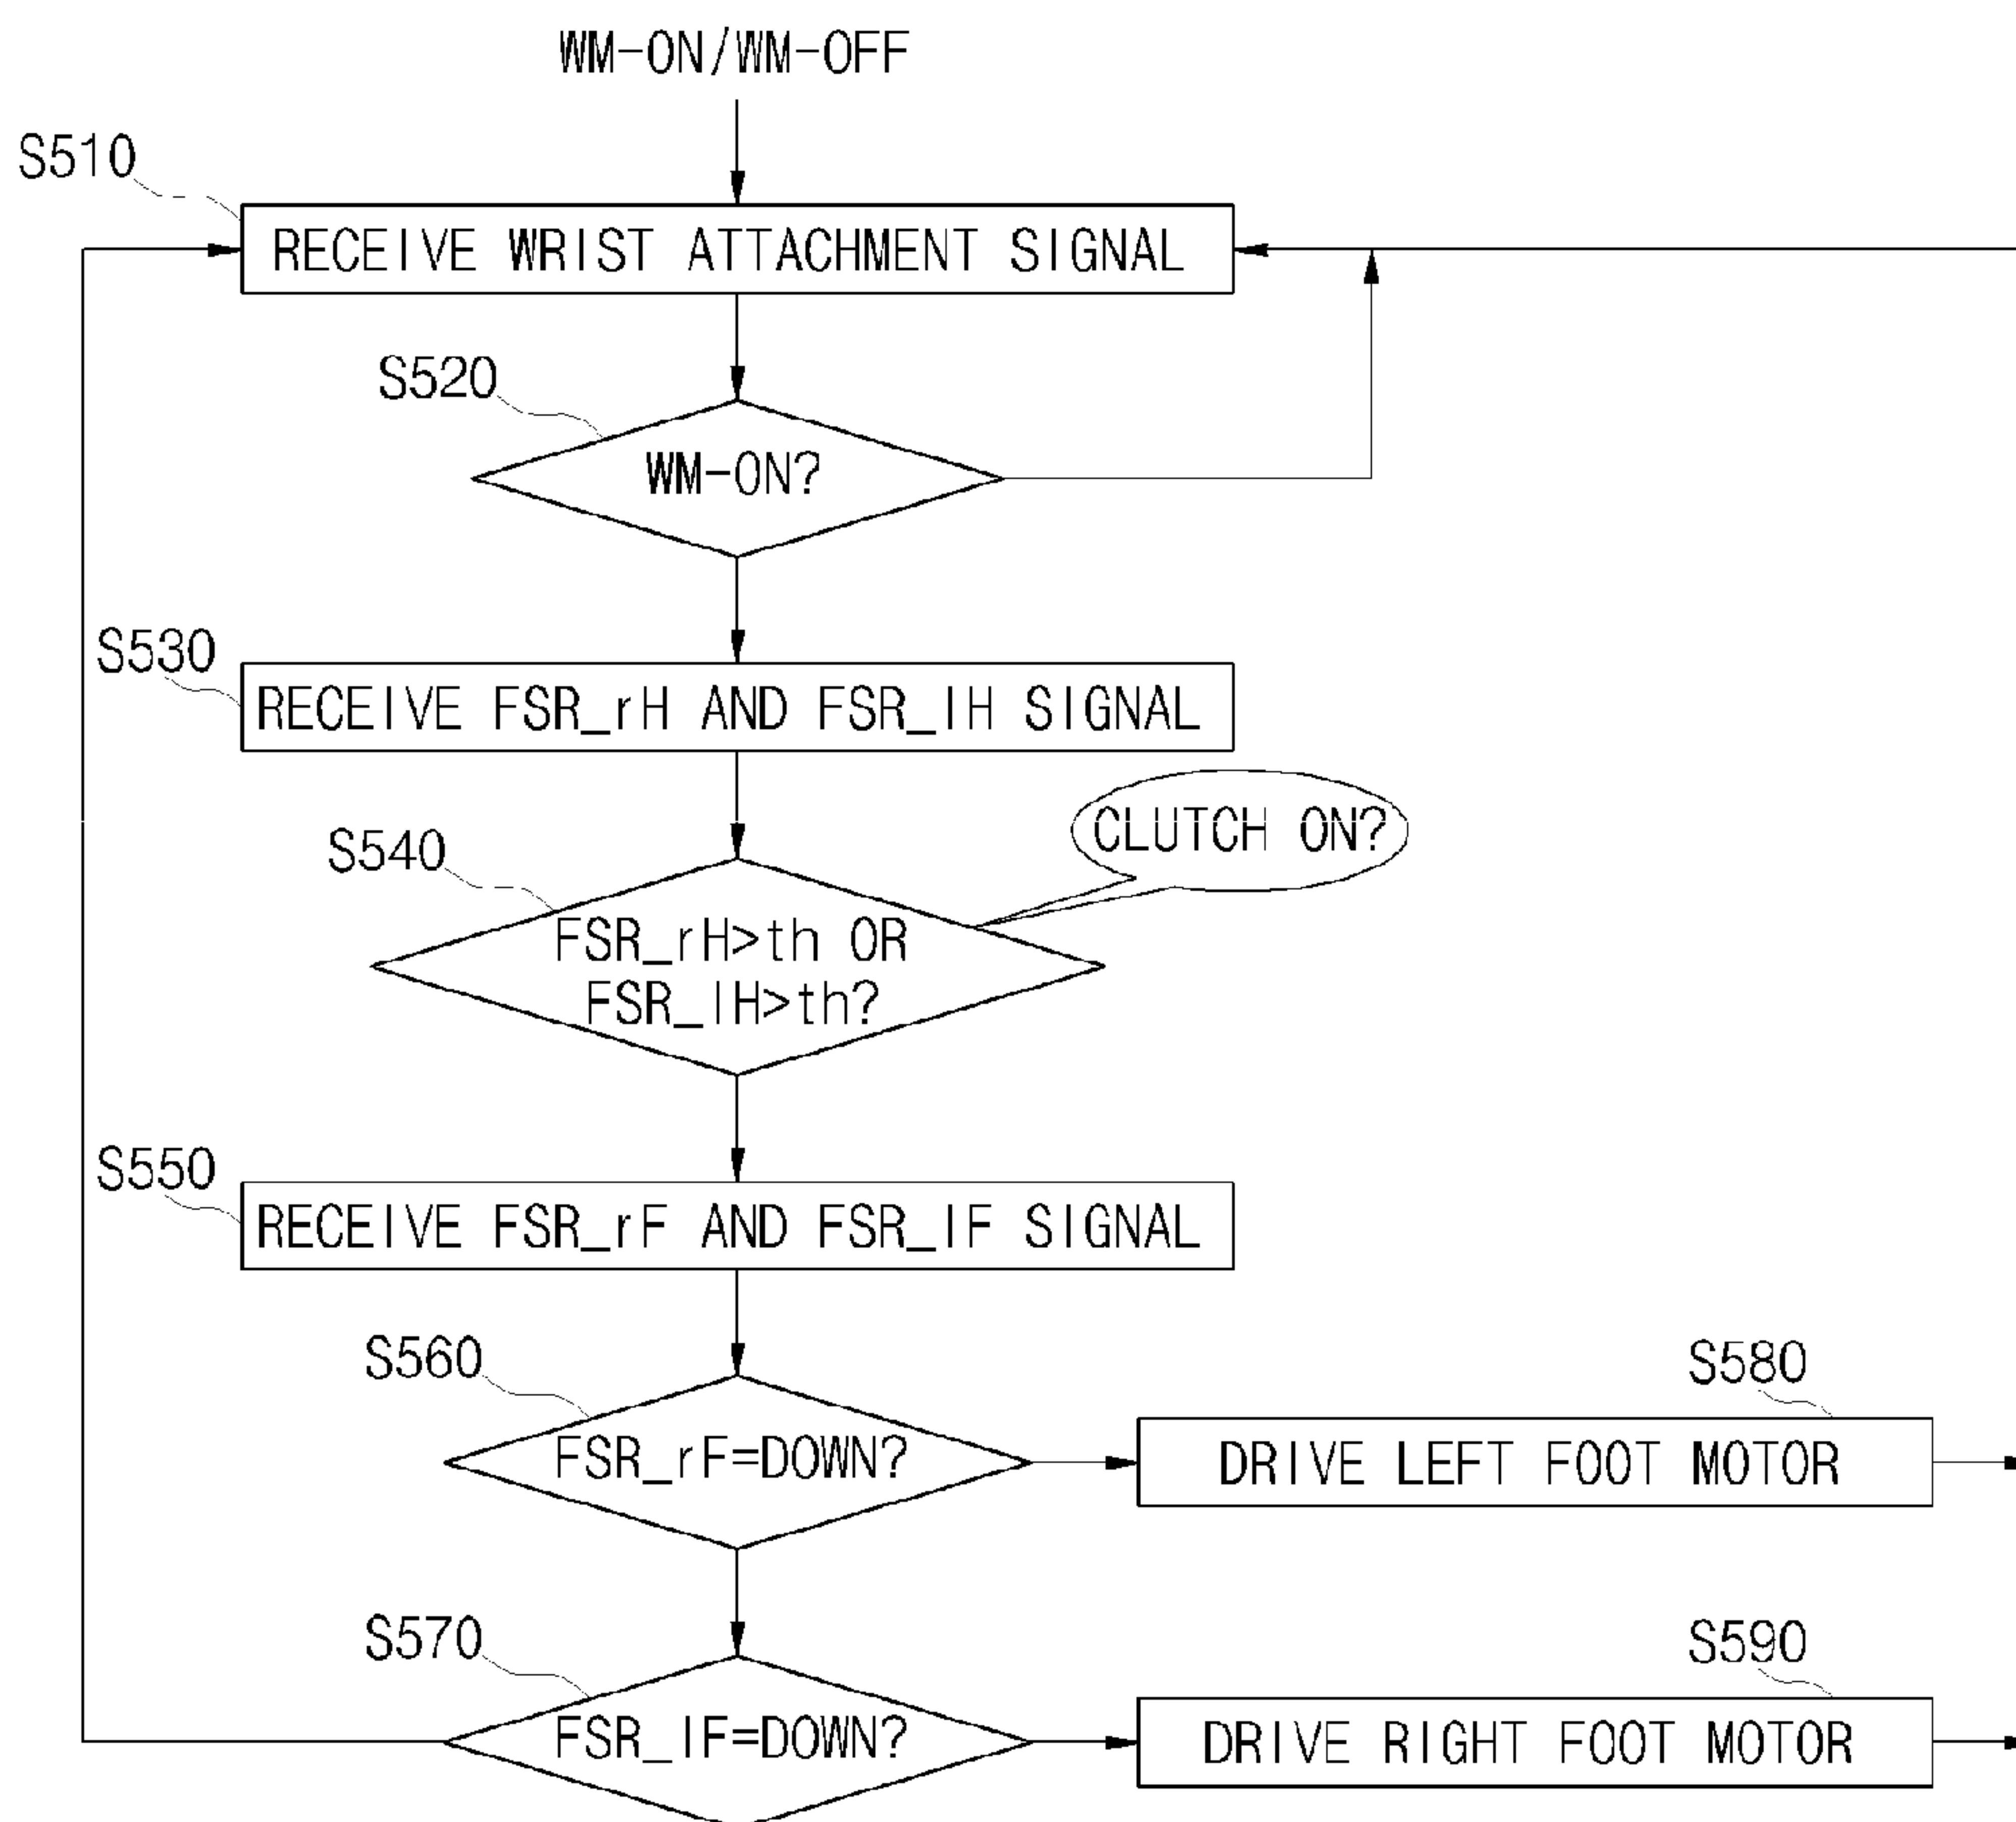 WM-ON/WM-OFF
S510
RECEIVE WRIST ATTACHMENT SIGNAL
S520
WM-ON?
S530
RECEIVE FSR_rH AND FSR_lH SIGNAL
CLUTCH ON?
S540
FSR_rH>th OR
FSR_lH>th?
S550
RECEIVE FSR_rF AND FSR_lF SIGNAL
S560
FSR_rF=DOWN?
S580
DRIVE LEFT FOOT MOTOR
S570
FSR_lF=DOWN?
S590
DRIVE RIGHT FOOT MOTOR